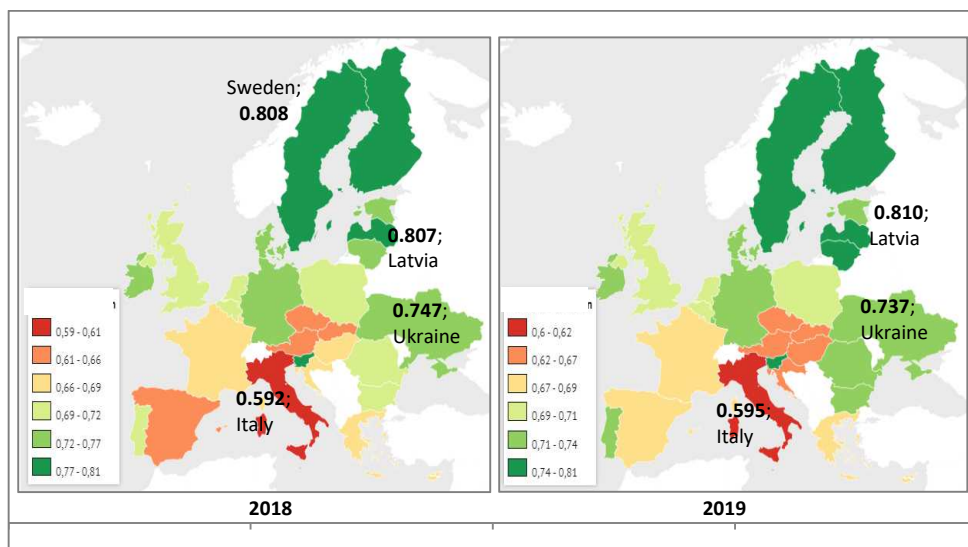 Sweden;
0.808
0.807;
Latvia
0.747;
Ukraine
0.592;
Italy
n
0,59 - 0,61
0,61 - 0,66
0,66 - 0,69
0,69 - 0,72
0,72 - 0,77
0,77 - 0,81
2018
0.810;
Latvia
0.737;
Ukraine
0.595;
Italy
0,6 - 0,62
0,62 - 0,67
0,67 - 0,69
0,69 - 0,71
0,71 - 0,74
0,74 - 0,81
2019